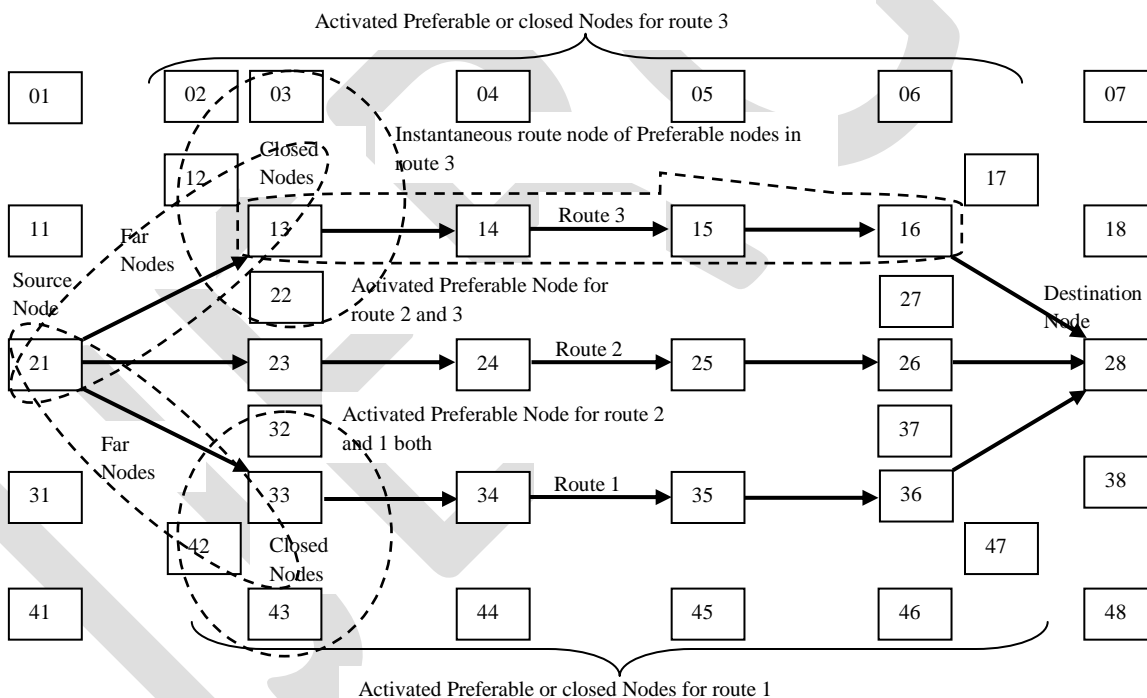 Activated Preferable or closed Nodes for route 3
01 02 03 04 05 06 07
Instantaneous route node of Preferable nodes in
route 3
Closed
Nodes
12 17
11 13 14 Route 3 15 16 18
Far
Nodes
Source
Node
22 Activated Preferable Node for
route 2 and 3
27
Destination
Node
21 23 24 Route 2 25 26 28
32 Activated Preferable Node for route 2
and 1 both
37
Far
Nodes
31 33 34 Route 1 35 36 38
42 Closed
Nodes
47
41 43 44 45 46 48
Activated Preferable or closed Nodes for route 1